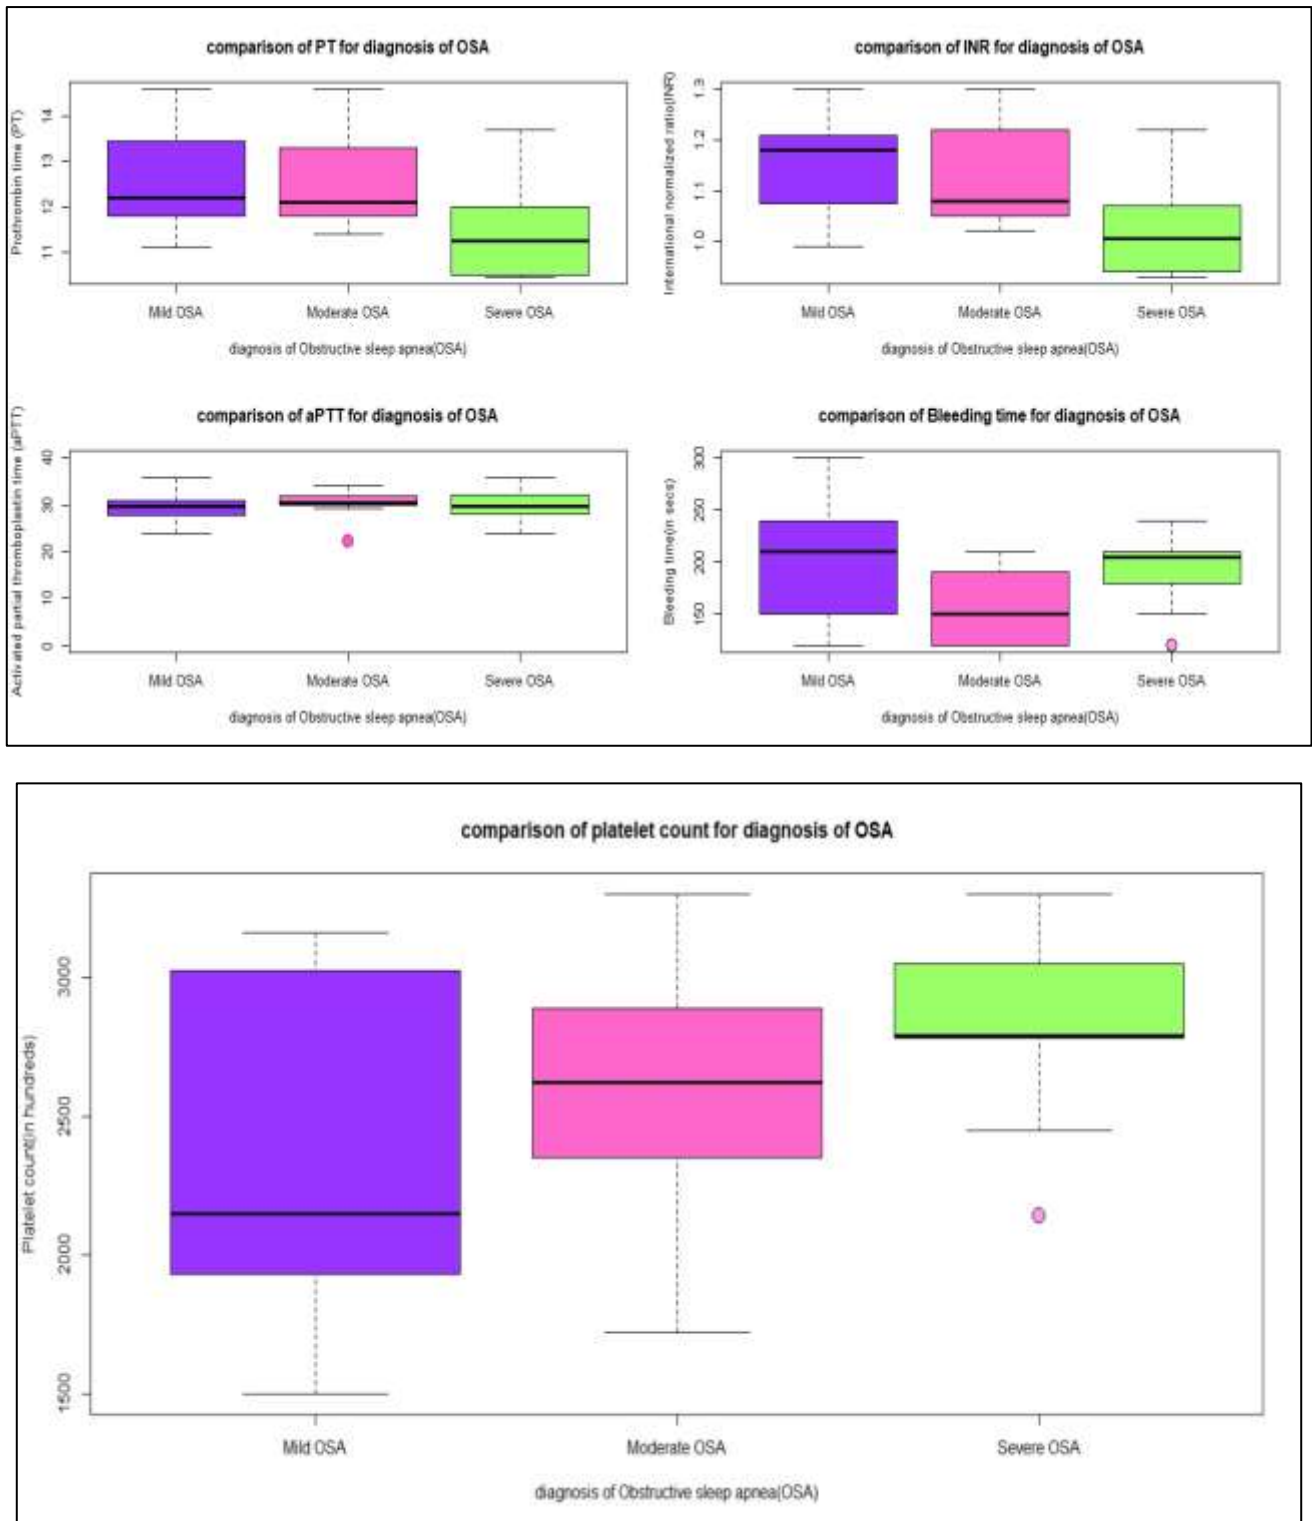 comparison of PT for diagnosis of OSA
Prothrombin time (PT)
14
13
12
11
Mild OSA
Moderate OSA
Severe OSA
diagnosis of Obstructive sleep apnea(OSA)
comparison of INR for diagnosis of OSA
International normalized ratio(INR)
1.3
1.2
1.1
1.0
Mild OSA
Moderate OSA
Severe OSA
diagnosis of Obstructive sleep apnea(OSA)
comparison of aPTT for diagnosis of OSA
Activated partial thromboplastin time (aPTT)
40
30
20
10
0
Mild OSA
Moderate OSA
Severe OSA
diagnosis of Obstructive sleep apnea(OSA)
comparison of Bleeding time for diagnosis of OSA
Bleeding time(in secs)
300
250
200
150
Mild OSA
Moderate OSA
Severe OSA
diagnosis of Obstructive sleep apnea(OSA)
comparison of platelet count for diagnosis of OSA
Platelet count(in hundreds)
3000
2500
2000
1500
Mild OSA
Moderate OSA
Severe OSA
diagnosis of Obstructive sleep apnea(OSA)